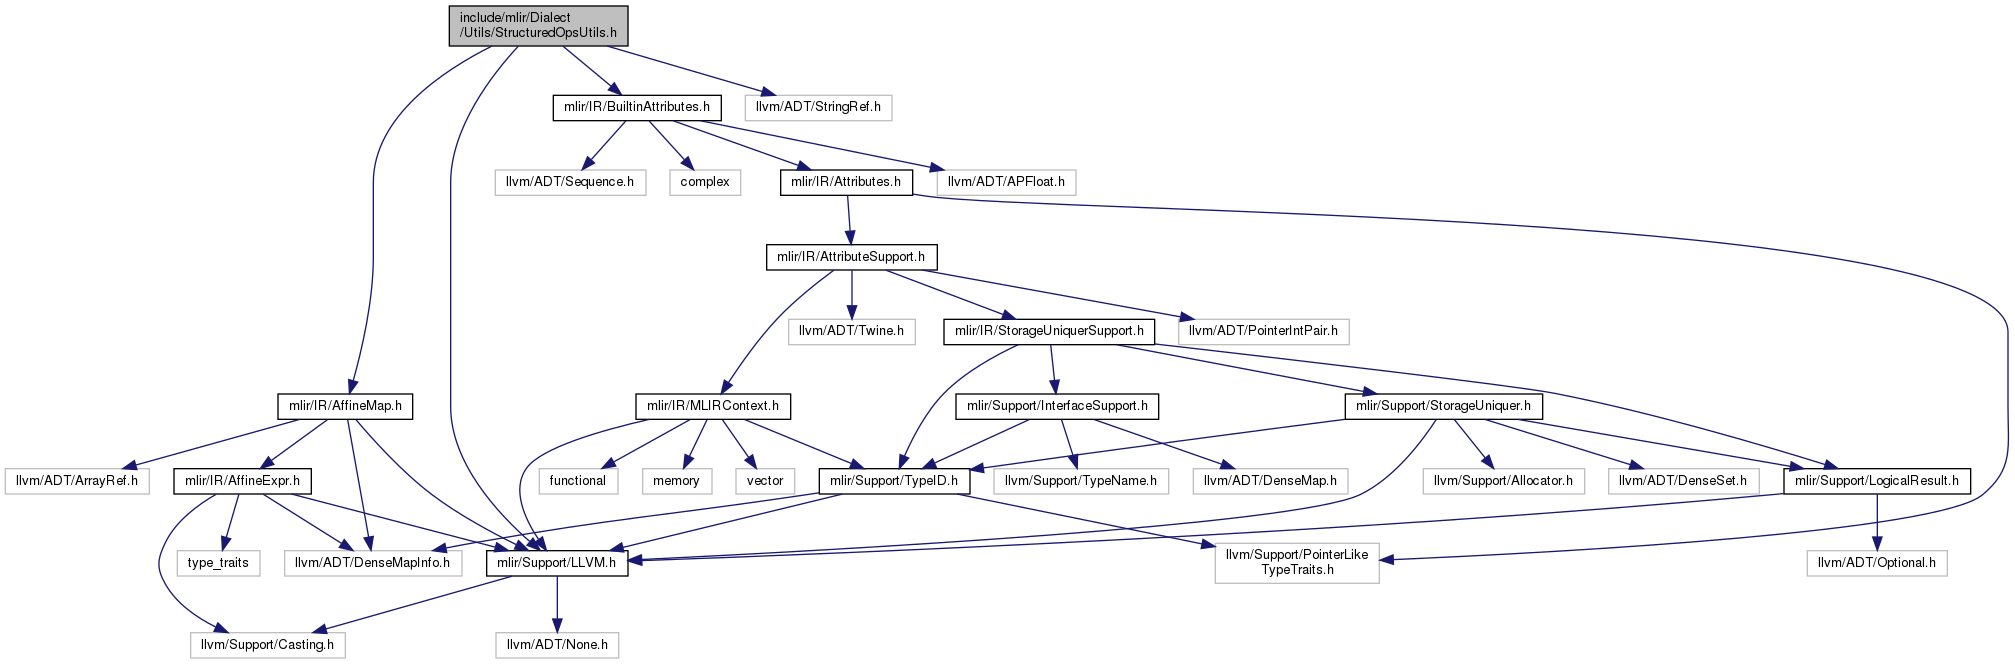 include/mlir/Dialect
/Utils/StructuredOpsUtils.h
mlir/IR/BuiltinAttributes.h
llvm/ADT/StringRef.h
llvm/ADT/Sequence.h
complex
mlir/IR/Attributes.h
llvm/ADT/APFloat.h
mlir/IR/AttributeSupport.h
llvm/ADT/Twine.h
mlir/IR/StorageUniquerSupport.h
llvm/ADT/PointerIntPair.h
mlir/IR/AffineMap.h
mlir/IR/MLIRContext.h
mlir/Support/InterfaceSupport.h
mlir/Support/StorageUniquer.h
llvm/ADT/ArrayRef.h
mlir/IR/AffineExpr.h
functional
memory
vector
mlir/Support/TypeID.h
llvm/Support/TypeName.h
llvm/ADT/DenseMap.h
llvm/Support/Allocator.h
llvm/ADT/DenseSet.h
mlir/Support/LogicalResult.h
type_traits
llvm/ADT/DenseMapInfo.h
mlir/Support/LLVM.h
llvm/Support/PointerLike
TypeTraits.h
llvm/ADT/Optional.h
llvm/Support/Casting.h
llvm/ADT/None.h